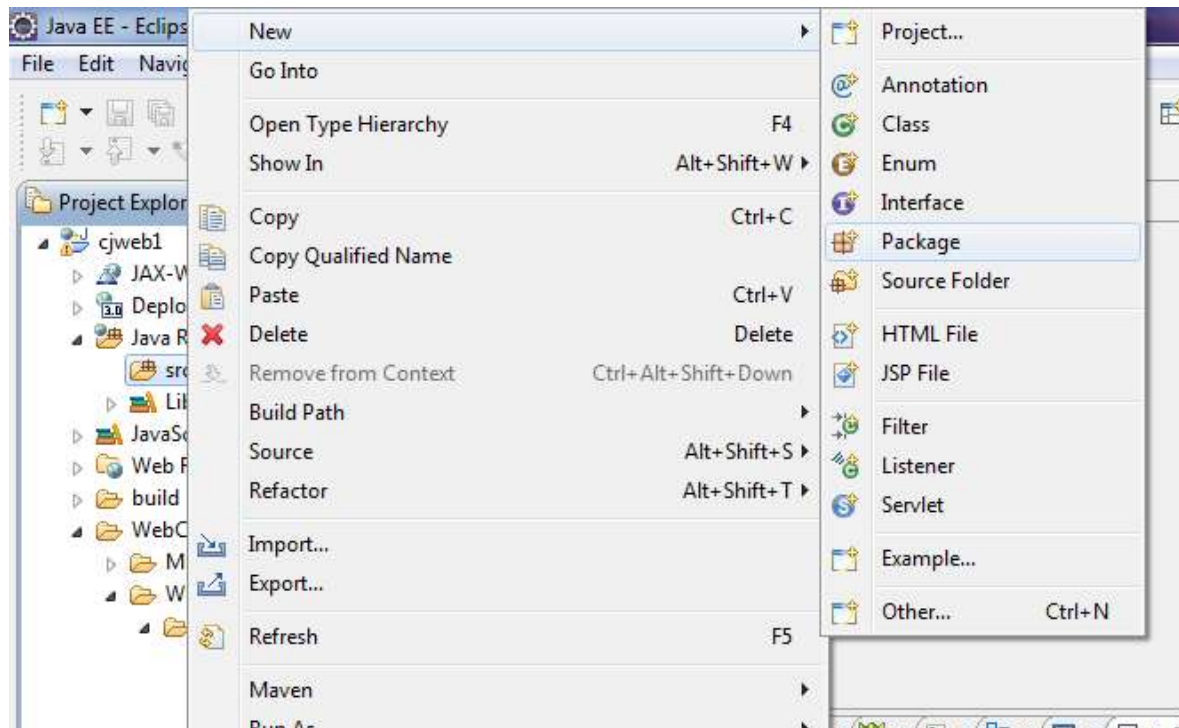 Java EE - Eclips
File Edit Navig
Project Explor
cjweb1
JAX-W
3.0 Deplo
Java R
src
Lib
JavaSc
Web F
build
WebC
M
W
New
Go Into
Open Type Hierarchy F4
Show In Alt+Shift+W
Copy Ctrl+C
Copy Qualified Name
Paste Ctrl+V
Delete Delete
Remove from Context Ctrl+Alt+Shift+Down
Build Path
Source Alt+Shift+S
Refactor Alt+Shift+T
Import...
Export...
Refresh F5
Maven
Run As
Project...
Annotation
Class
Enum
Interface
Package
Source Folder
HTML File
JSP File
Filter
Listener
Servlet
Example...
Other... Ctrl+N